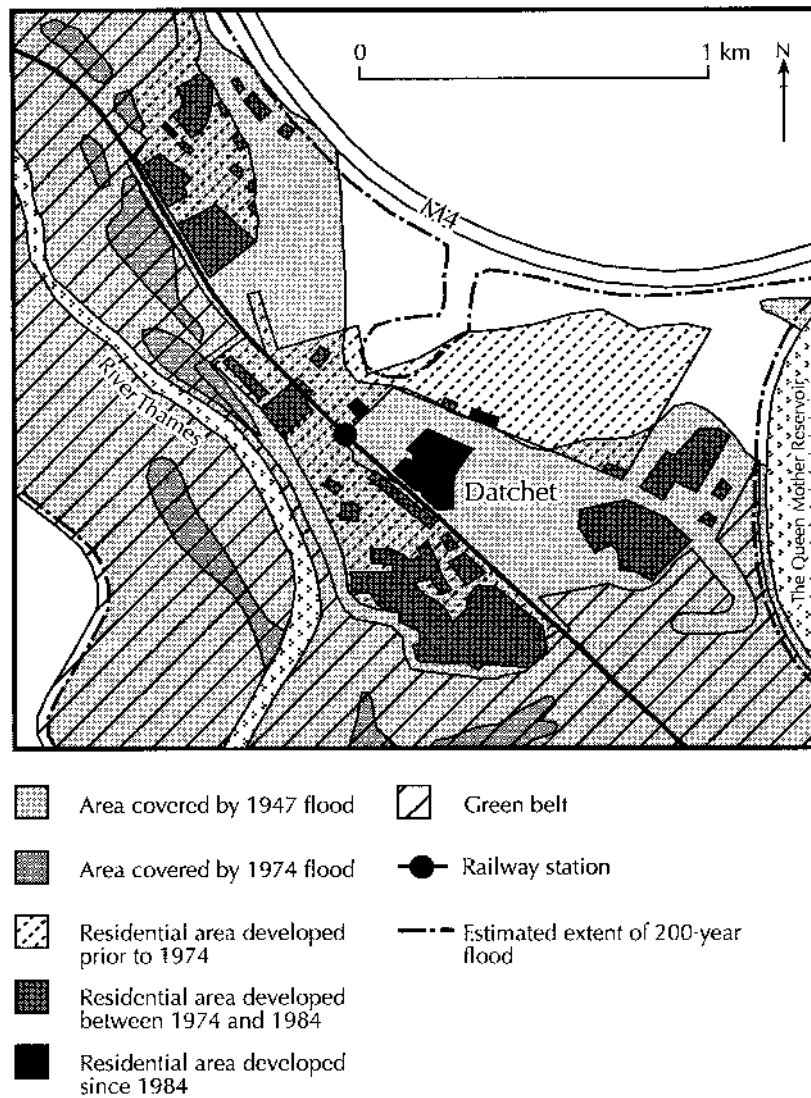 0 1 km
N
M4
River Thames
Datchet
The Queen Mother Reservoir
Area covered by 1947 flood
Area covered by 1974 flood
Residential area developed
prior to 1974
Residential area developed
between 1974 and 1984
Residential area developed
since 1984
Green belt
Railway station
Estimated extent of 200-year
flood